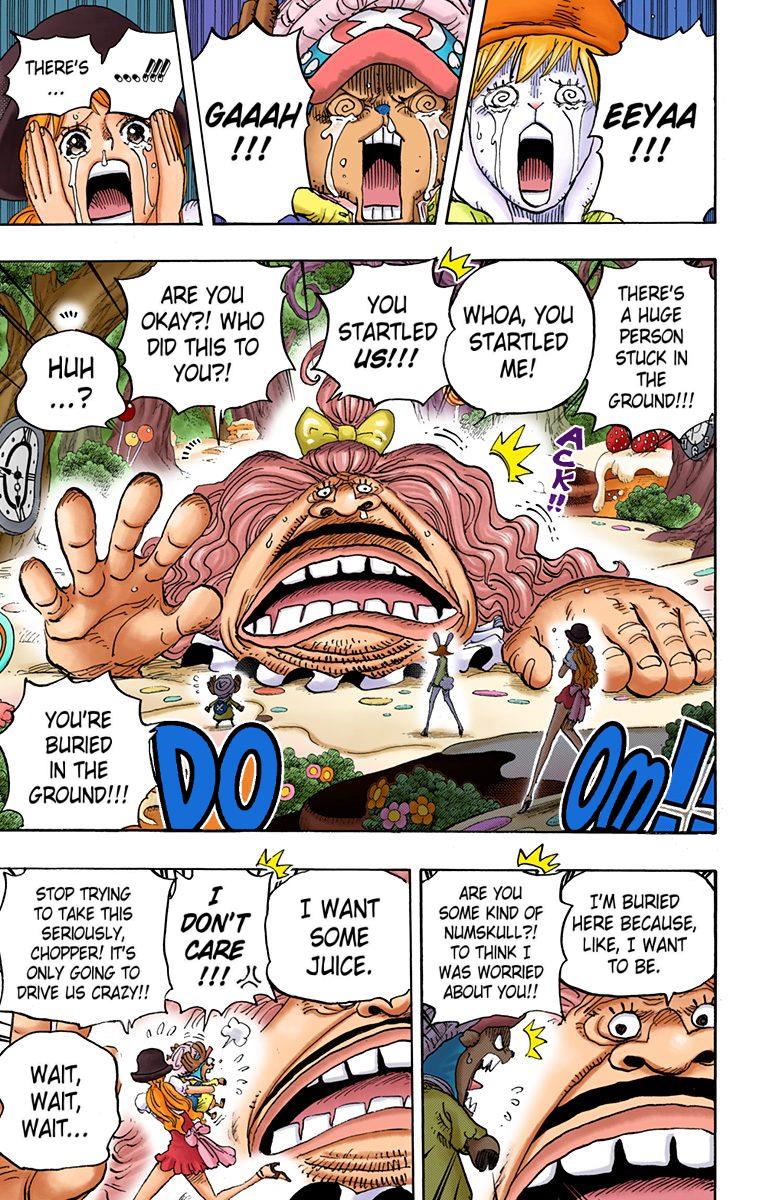 EEYAA
!!!
GAAAH
!!!
THERE'S
...
...!!!
THERE'S
A HUGE
PERSON
STUCK IN
THE
GROUND!!!
WHOA, YOU
STARTLED
ME!
YOU
STARTLED
US!!!
ARE YOU
OKAY?! WHO
DID THIS TO
YOU?!
HUH
...?
ACK!!
YOU'RE
BURIED
IN THE
GROUND!!!
DO
Om!!
I'M BURIED
HERE BECAUSE,
LIKE, I WANT
TO BE.
ARE YOU
SOME KIND OF
NUMSKULL?!
TO THINK I
WAS WORRIED
ABOUT YOU!!
I WANT
SOME
JUICE.
I
DON'T
CARE
!!!
STOP TRYING
TO TAKE THIS
SERIOUSLY,
CHOPPER! IT'S
ONLY GOING TO
DRIVE US CRAZY!!
WAIT,
WAIT,
WAIT...